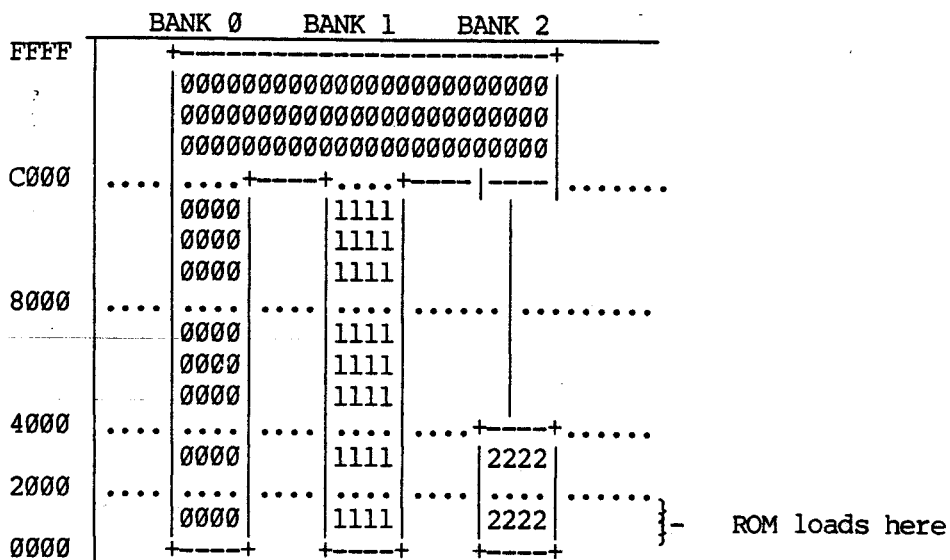 BANK Ø BANK 1 BANK 2
FFFF +-------------------------+
ØØØØØØØØØØØØØØØØØØØØØØØØ
ØØØØØØØØØØØØØØØØØØØØØØØØ
ØØØØØØØØØØØØØØØØØØØØØØØØ
CØØØ .... ....+----+....+---- |---- .......
ØØØØ 1111
ØØØØ 1111
ØØØØ 1111
8ØØØ .... .... .... .... ...... .........
ØØØØ 1111
ØØØØ 1111
ØØØØ 1111
4ØØØ .... .... .... .... ....+----+......
ØØØØ 1111 2222
2ØØØ .... .... .... .... .... .... ......
ØØØØ 1111 2222 }- ROM loads here
ØØØØ +----+ +----+ +----+